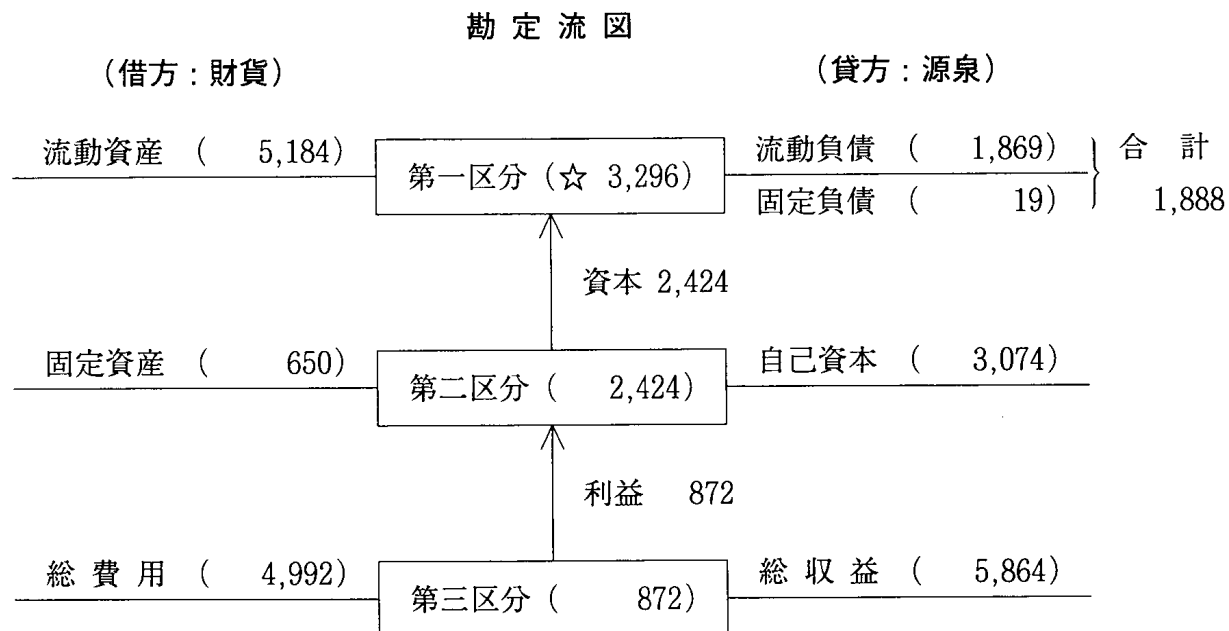 勘定流図
（借方：財貨）　（貸方：源泉）
流動資産（ 5,184）　第一区分（☆ 3,296）　流動負債（ 1,869）　合計
固定負債（ 19）　1,888
資本 2,424
固定資産（ 650）　第二区分（ 2,424）　自己資本（ 3,074）
利益 872
総費用（ 4,992）　第三区分（ 872）　総収益（ 5,864）